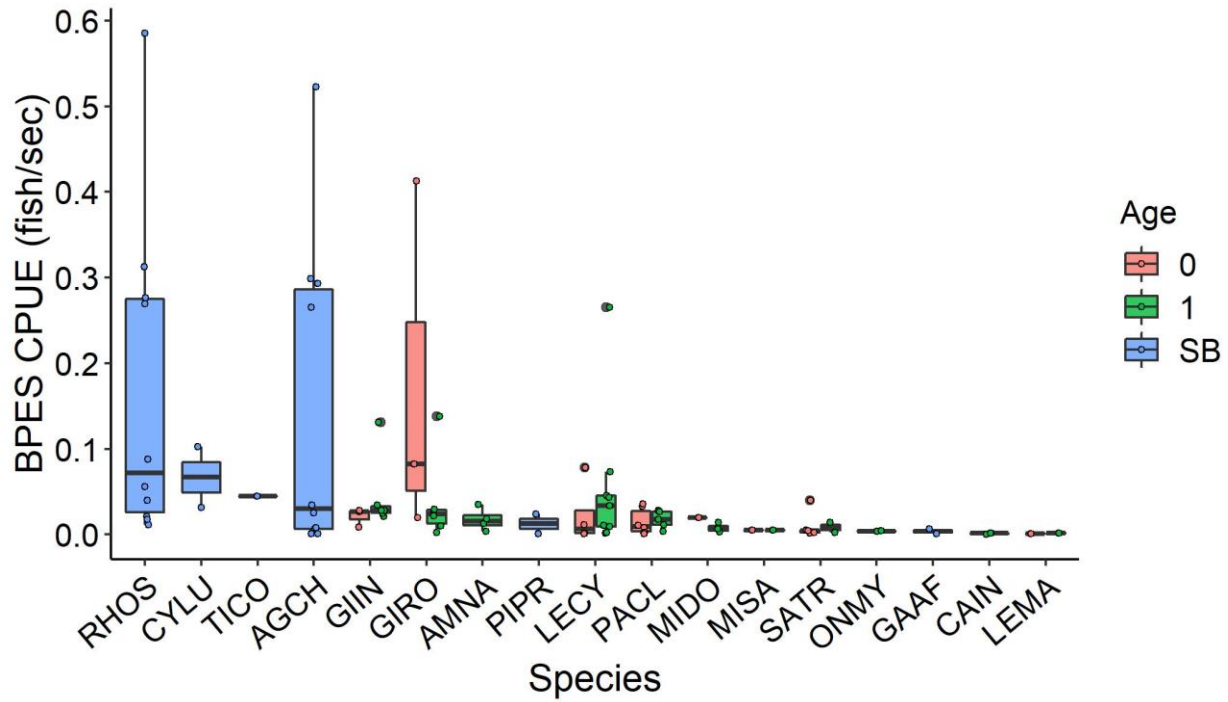 BPES CPUE (fish/sec)
0.6
0.5
0.4
0.3
0.2
0.1
0.0
RHOS
CYLU
TICO
AGCH
GIIN
GIRO
AMNA
PIPR
LECY
PACL
MIDO
MISA
SATR
ONMY
GAAF
CAIN
LEMA
Species
Age
0
1
SB